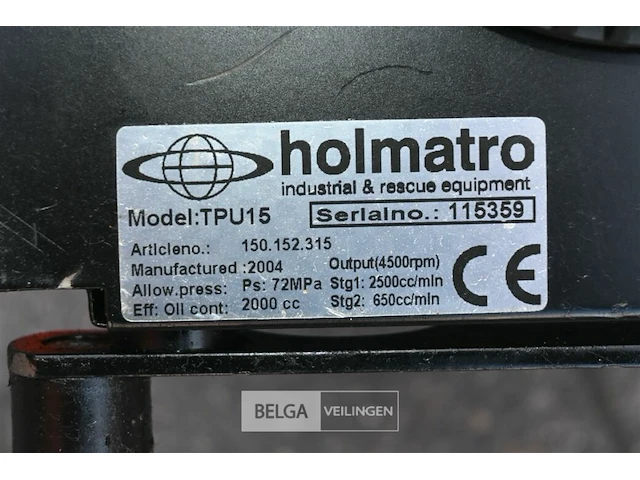 holmatro
industrial & rescue equipment
Model:TPU15 Serialno.: 115359
Articleno.: 150.152.315
Manufactured :2004 Output(4500rpm)
Allow.press: Ps: 72MPa Stg1: 2500cc/min
Eff: Oil cont: 2000 cc Stg2: 650cc/min
CE
BELGA VEILINGEN